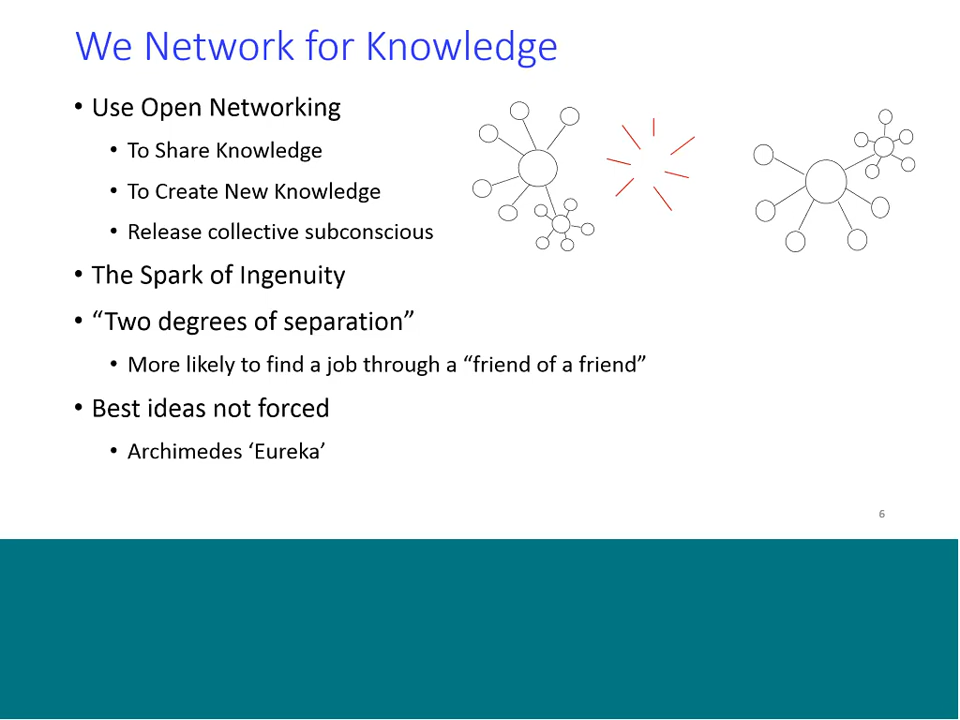 We Network for Knowledge
• Use Open Networking
• To Share Knowledge
• To Create New Knowledge
• Release collective subconscious
• The Spark of Ingenuity
• “Two degrees of separation”
• More likely to find a job through a “friend of a friend”
• Best ideas not forced
• Archimedes ‘Eureka’
6